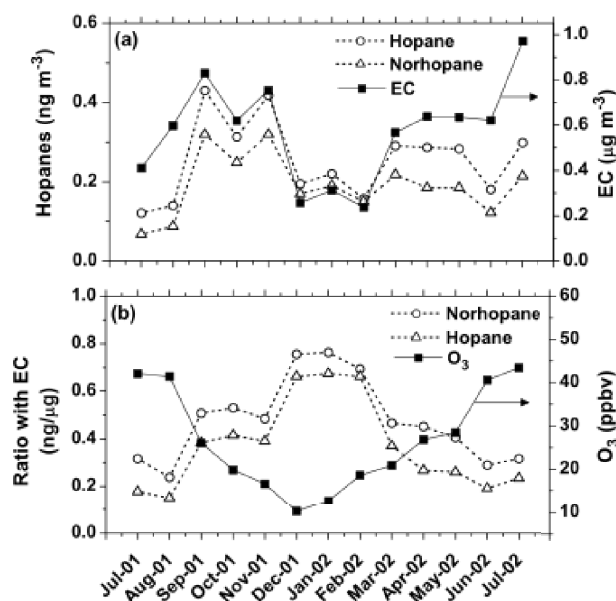 (a)
Hopane
Norhopane
EC
Hopanes (ng m-3)
0.6
0.4
0.2
0.0
EC (μg m-3)
1.0
0.8
0.6
0.4
0.2
0.0
(b)
Norhopane
Hopane
O3
Ratio with EC
(ng/μg)
1.0
0.8
0.6
0.4
0.2
0.0
O3 (ppbv)
60
50
40
30
20
10
Jul-01
Aug-01
Sep-01
Oct-01
Nov-01
Dec-01
Jan-02
Feb-02
Mar-02
Apr-02
May-02
Jun-02
Jul-02